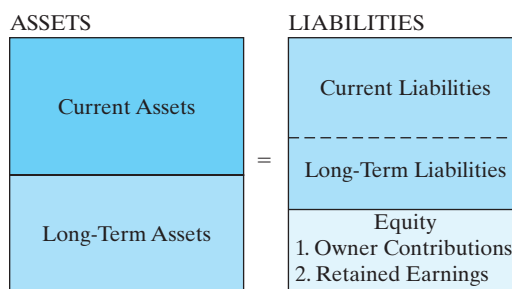 ASSETS
Current Assets
Long-Term Assets
=
LIABILITIES
Current Liabilities
Long-Term Liabilities
Equity
1. Owner Contributions
2. Retained Earnings